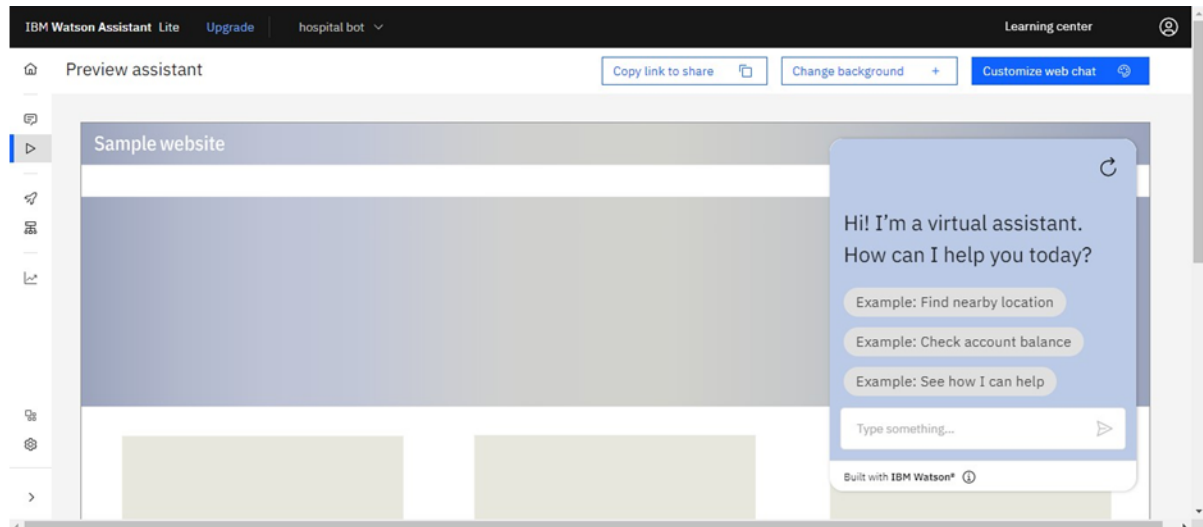 IBM Watson Assistant Lite Upgrade hospital bot Learning center
Preview assistant Copy link to share Change background + Customize web chat
Sample website
Hi! I'm a virtual assistant.
How can I help you today?
Example: Find nearby location
Example: Check account balance
Example: See how I can help
Type something...
Built with IBM Watson®